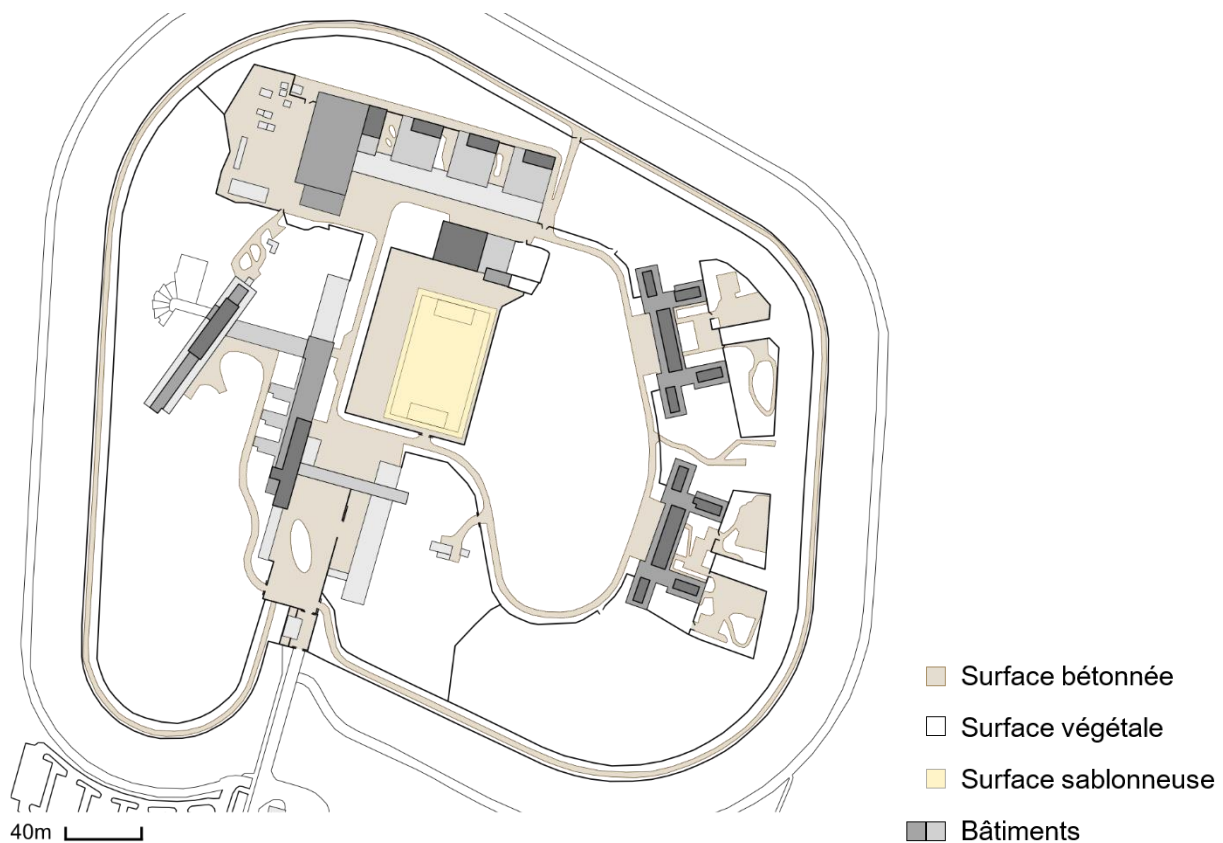 Surface bétonnée
Surface végétale
Surface sablonneuse
Bâtiments
40m